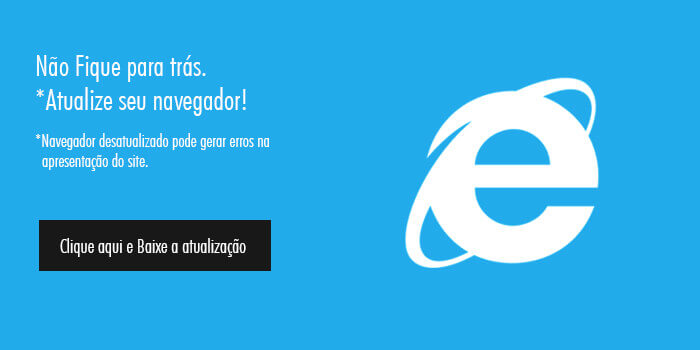 Não Fique para trás.
*Atualize seu navegador!
*Navegador desatualizado pode gerar erros na
apresentação do site.
Clique aqui e Baixe a atualização